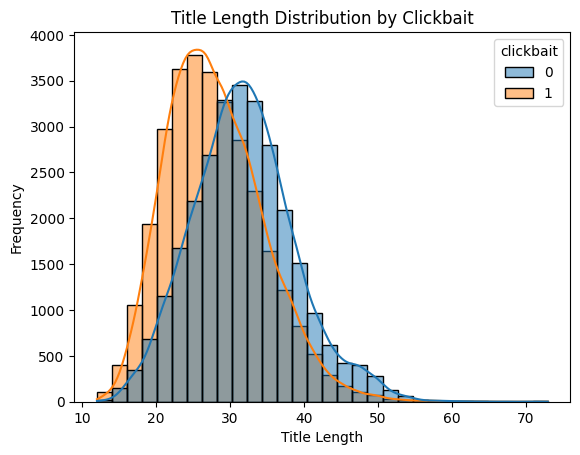 Title Length Distribution by Clickbait
clickbait
0
1
Frequency
4000
3500
3000
2500
2000
1500
1000
500
0
10 20 30 40 50 60 70
Title Length